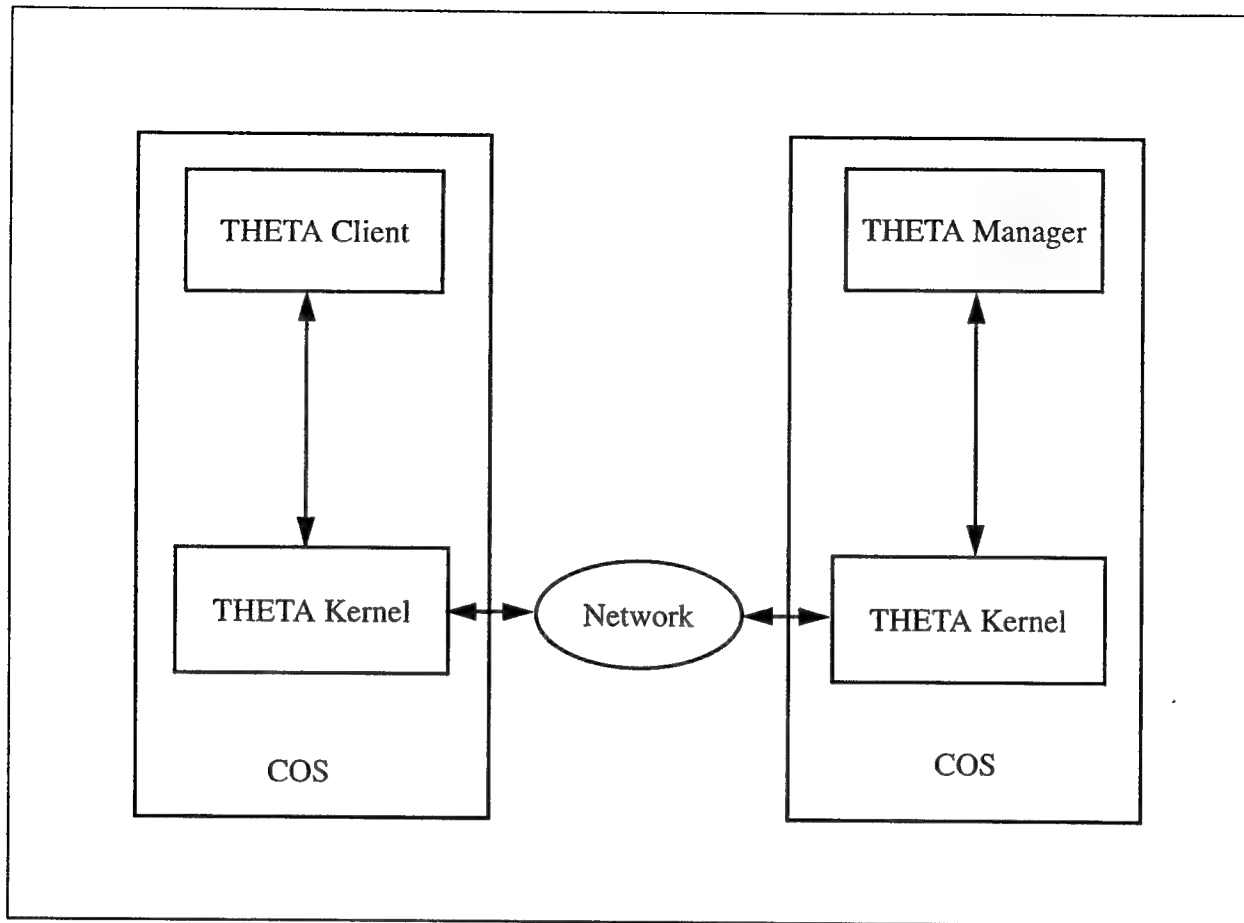 THETA Client
THETA Manager
THETA Kernel
Network
THETA Kernel
COS
COS